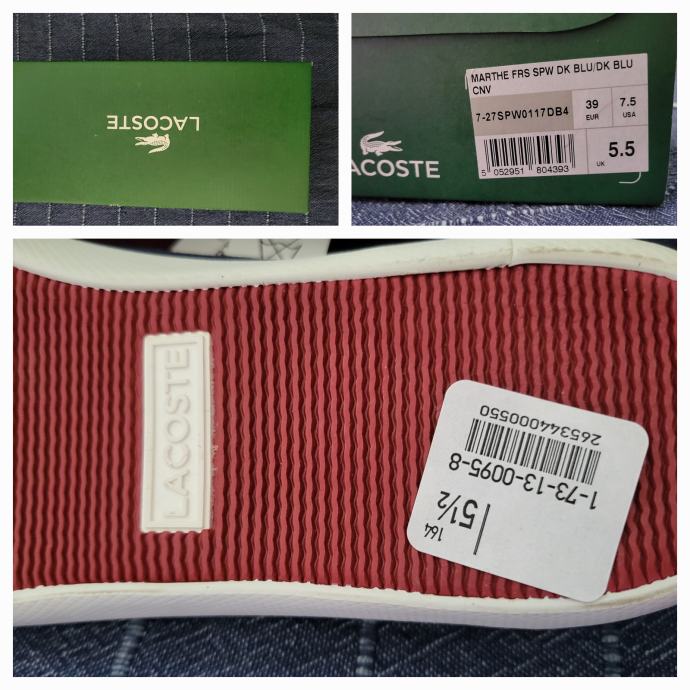 LACOSTE
MARTHE FRS SPW DK BLU/DK BLU
CNV
7-27SPW0117DB4
39
EUR
7.5
USA
5 052951 804393
UK
5.5
LACOSTE
LACOSTE
164
5½
1-73-13-0095-8
265344000550